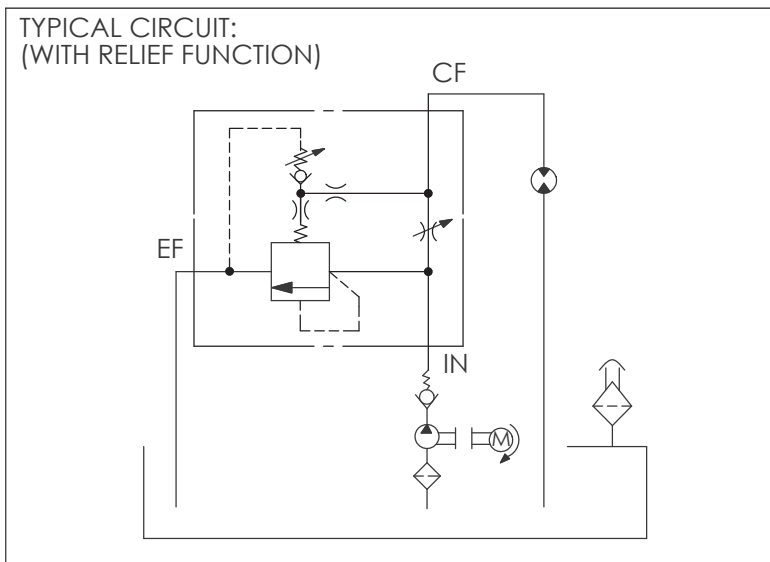 TYPICAL CIRCUIT:
(WITH RELIEF FUNCTION)
CF
EF
IN
M